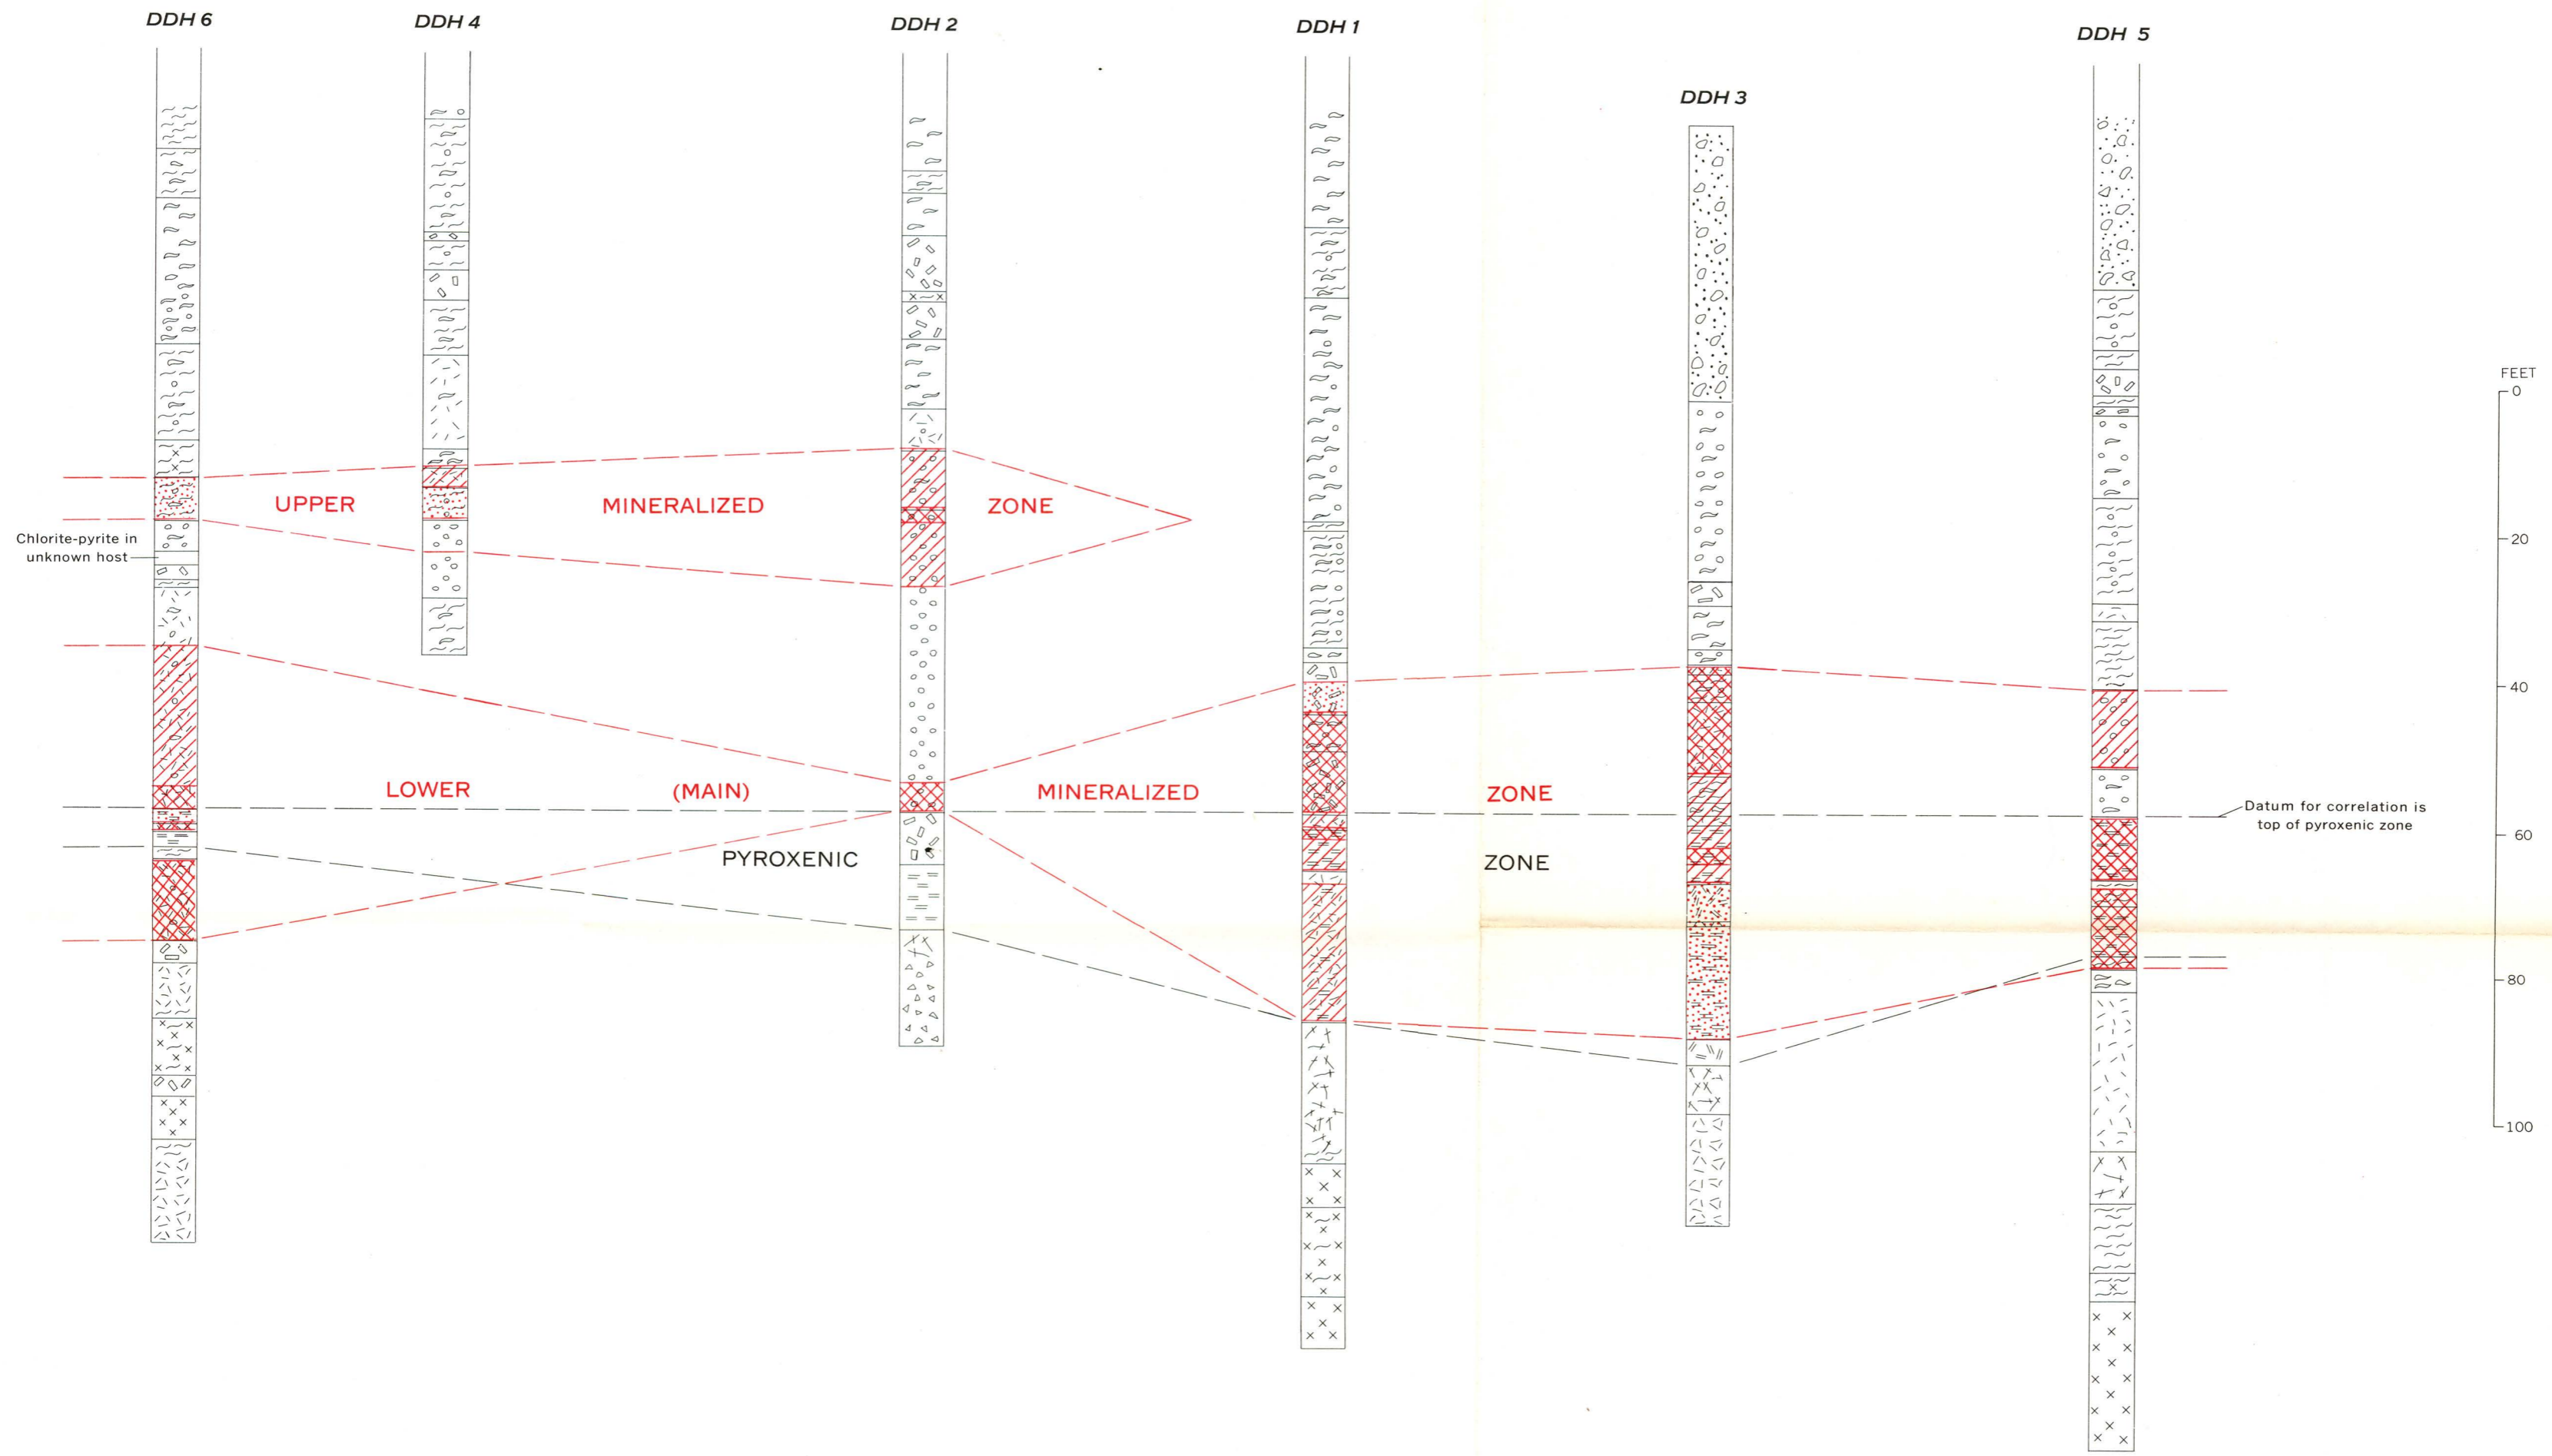 DDH 6
DDH 4
DDH 2
DDH 1
DDH 3
DDH 5
FEET
0
20
40
60
80
100
UPPER MINERALIZED ZONE
Chlorite-pyrite in
unknown host
LOWER (MAIN) MINERALIZED ZONE
Datum for correlation is
top of pyroxenic zone
PYROXENIC ZONE